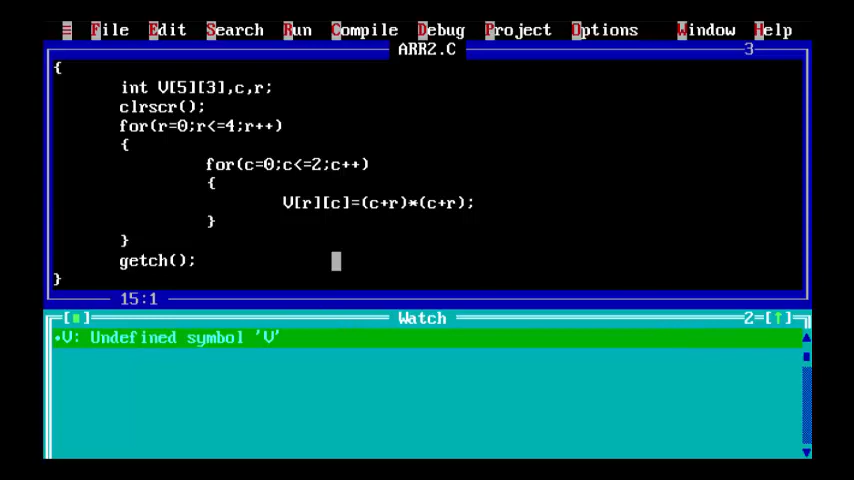 ≡ File Edit Search Run Compile Debug Project Options Window Help
ARR2.C 3
{
int V[5][3],c,r;
clrscr();
for(r=0;r<=4;r++)
{
for(c=0;c<=2;c++)
{
V[r][c]=(c+r)*(c+r);
}
}
getch();
}
15:1
[■] Watch 2=[↑]
•V: Undefined symbol 'V'